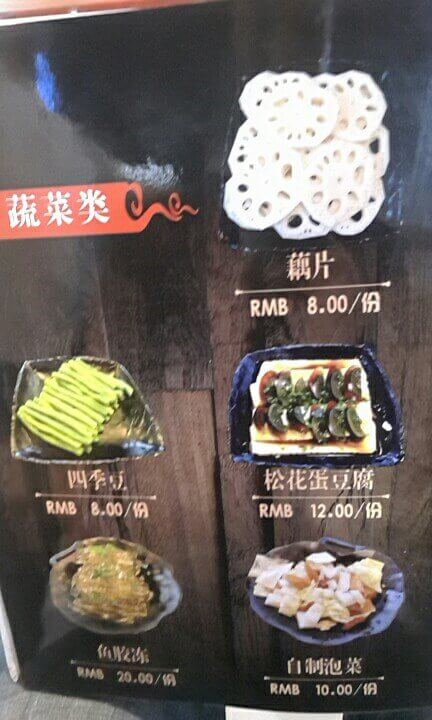 蔬菜类
藕片
RMB 8.00/份
四季豆
RMB 8.00/份
松花蛋豆腐
RMB 12.00/份
鱼胶冻
RMB 20.00/份
自制泡菜
RMB 10.00/份